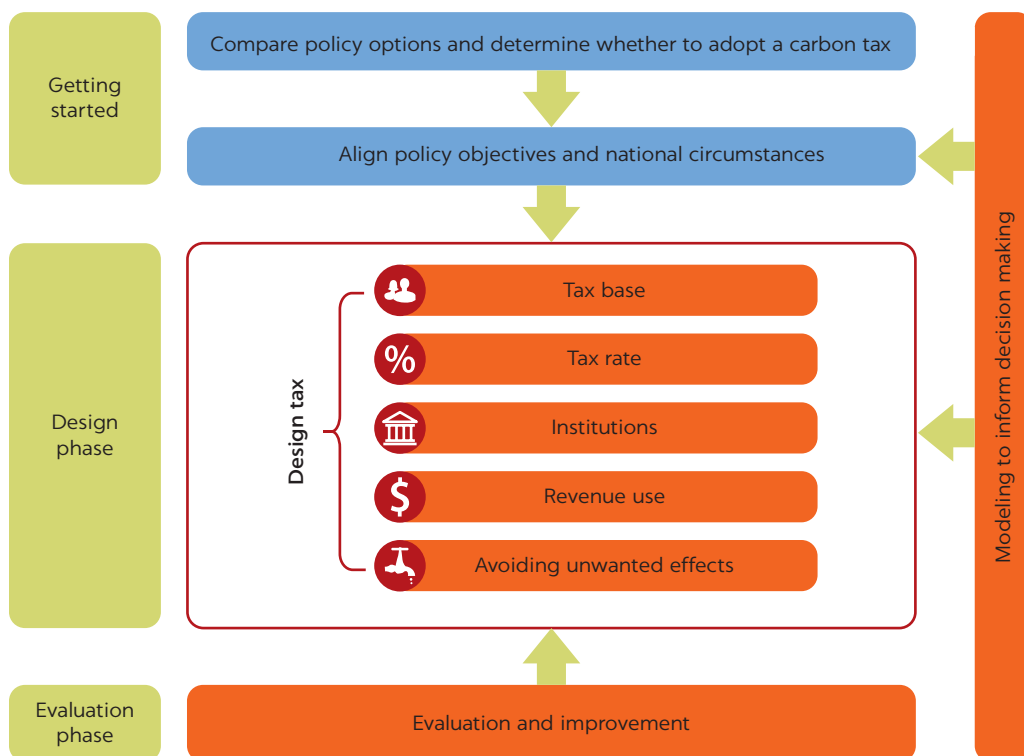 Getting
started
Compare policy options and determine whether to adopt a carbon tax
Align policy objectives and national circumstances
Design
phase
Design tax
Tax base
%
Tax rate
Institutions
$
Revenue use
Avoiding unwanted effects
Evaluation
phase
Evaluation and improvement
Modeling to inform decision making